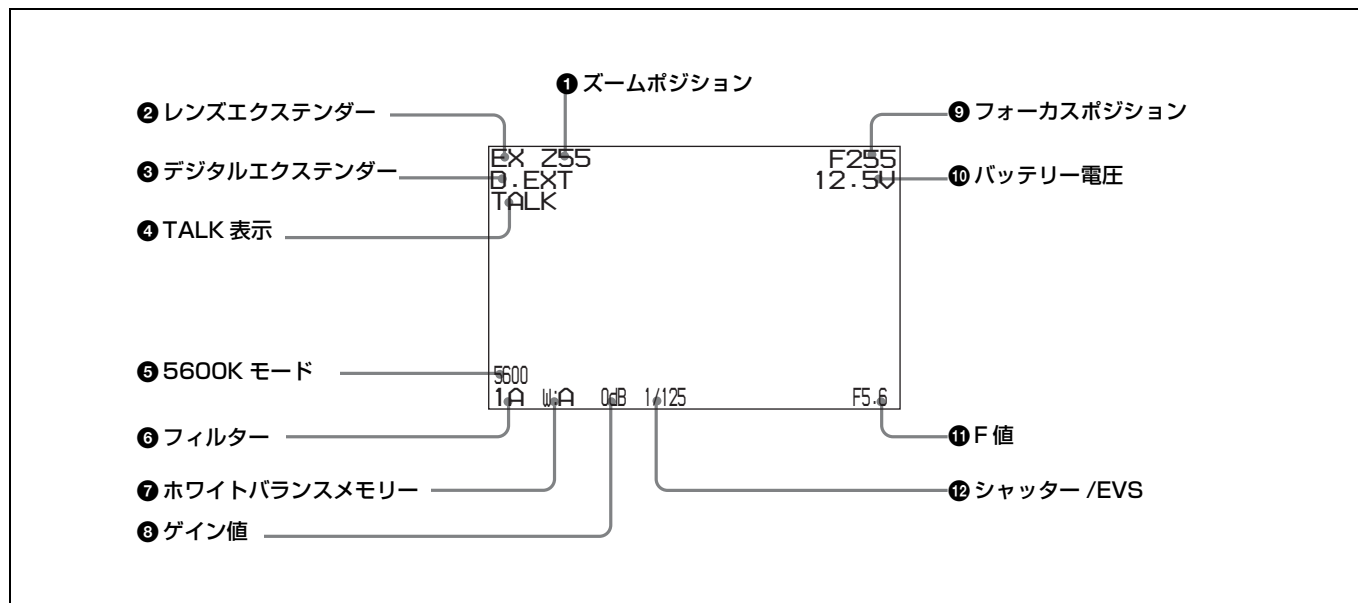 ❶ ズームポジション
❷ レンズエクステンダー
❸ デジタルエクステンダー
❹ TALK 表示
❺ 5600K モード
❻ フィルター
❼ ホワイトバランスメモリー
❽ ゲイン値
EX Z55
D.EXT
TALK
F255
12.5V
5600
1A W:A 0dB 1/125 F5.6
❾ フォーカスポジション
❿ バッテリー電圧
⓫ F 値
⓬ シャッター /EVS